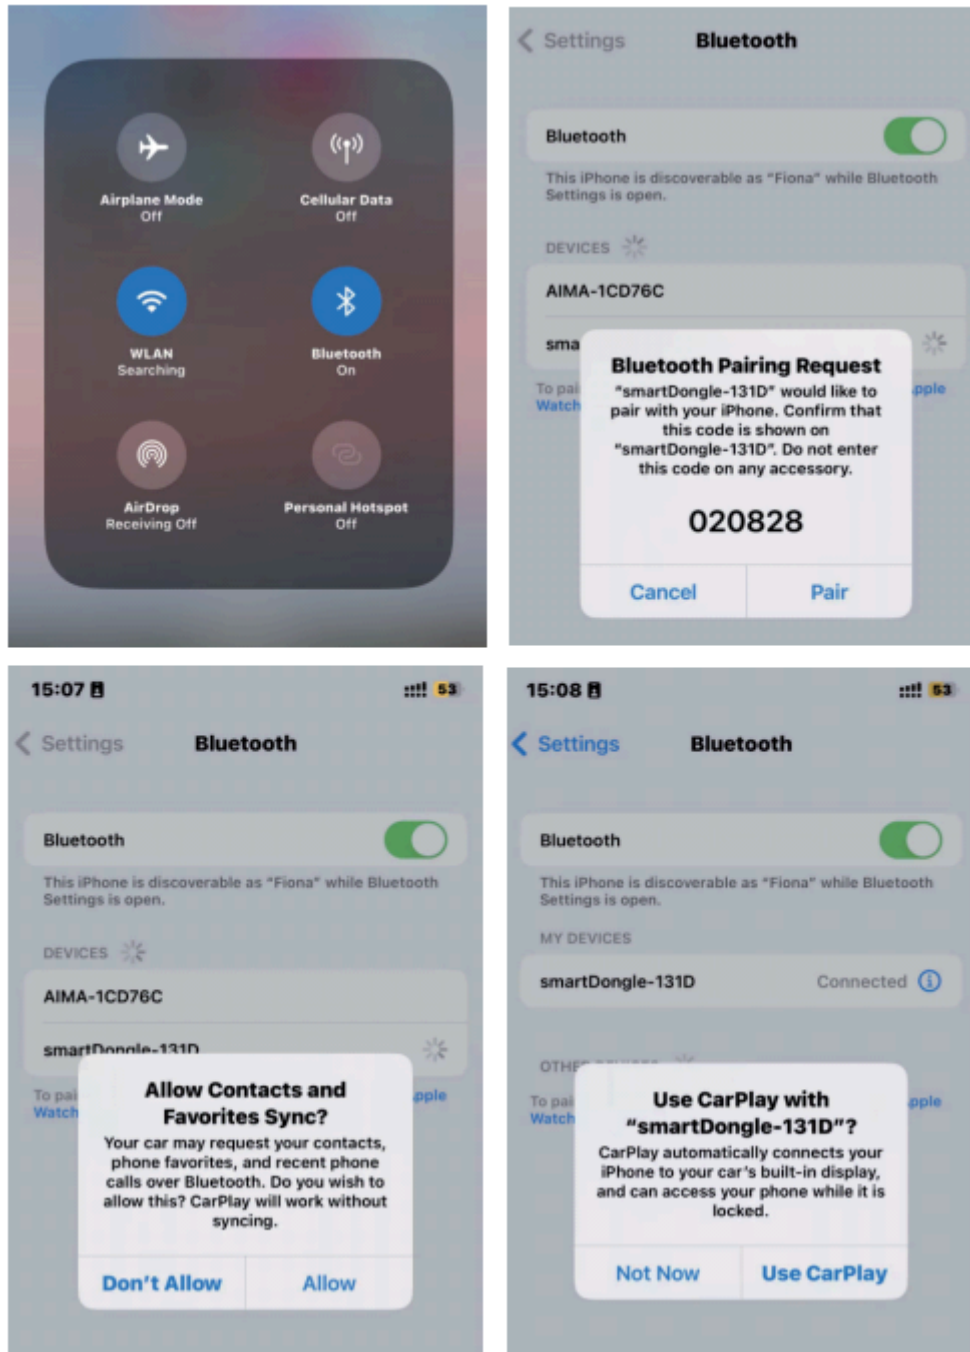 Airplane Mode
Off
Cellular Data
Off
WLAN
Searching
Bluetooth
On
AirDrop
Receiving Off
Personal Hotspot
Off
Settings
Bluetooth
Bluetooth
This iPhone is discoverable as "Fiona" while Bluetooth
Settings is open.
DEVICES
AIMA-1CD76C
sma
To pai
pple
Watch
Bluetooth Pairing Request
"smartDongle-131D" would like to
pair with your iPhone. Confirm that
this code is shown on
"smartDongle-131D". Do not enter
this code on any accessory.
020828
Cancel
Pair
15:07
53
Settings
Bluetooth
Bluetooth
This iPhone is discoverable as "Fiona" while Bluetooth
Settings is open.
DEVICES
AIMA-1CD76C
smartDongle-131D
To pai
pple
Watch
Allow Contacts and
Favorites Sync?
Your car may request your contacts,
phone favorites, and recent phone
calls over Bluetooth. Do you wish to
allow this? CarPlay will work without
syncing.
Don't Allow
Allow
15:08
53
Settings
Bluetooth
Bluetooth
This iPhone is discoverable as "Fiona" while Bluetooth
Settings is open.
MY DEVICES
smartDongle-131D
Connected
OTHER DEVICES
To pai
pple
Watch
Use CarPlay with
"smartDongle-131D"?
CarPlay automatically connects your
iPhone to your car's built-in display,
and can access your phone while it is
locked.
Not Now
Use CarPlay